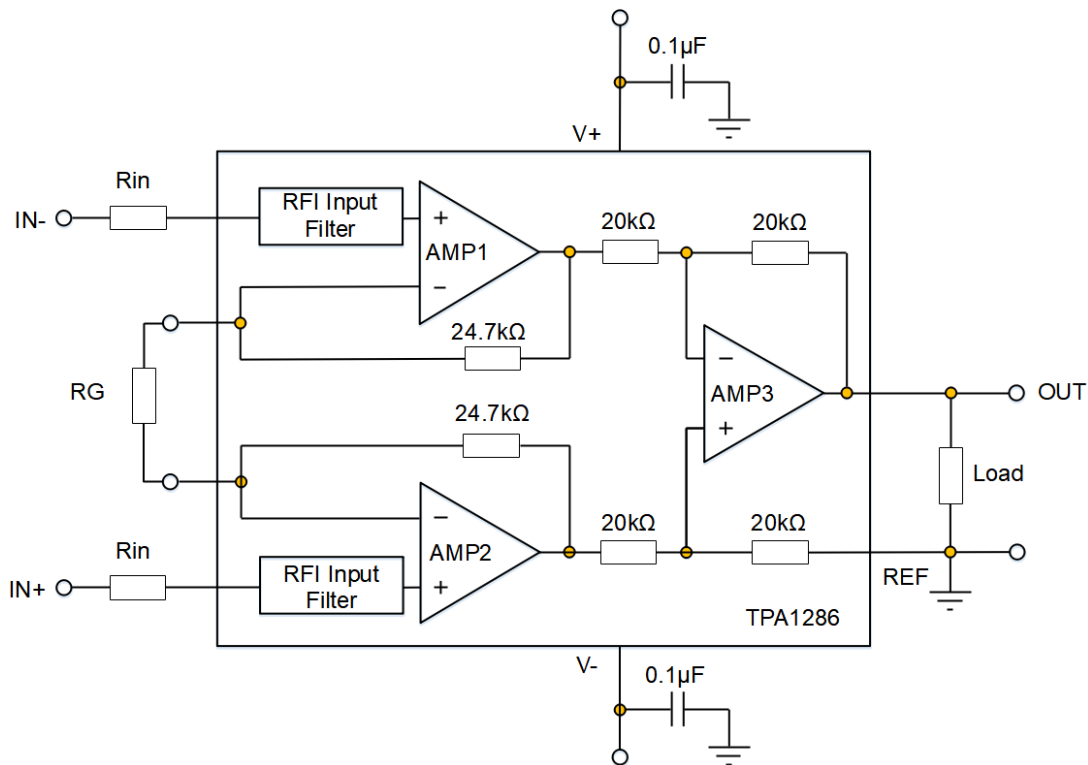 0.1µF
V+
Rin
IN-
RFI Input
Filter
+
AMP1
−
20kΩ
20kΩ
24.7kΩ
RG
−
AMP3
+
OUT
24.7kΩ
Load
−
AMP2
+
20kΩ
20kΩ
Rin
IN+
RFI Input
Filter
REF
TPA1286
V-
0.1µF